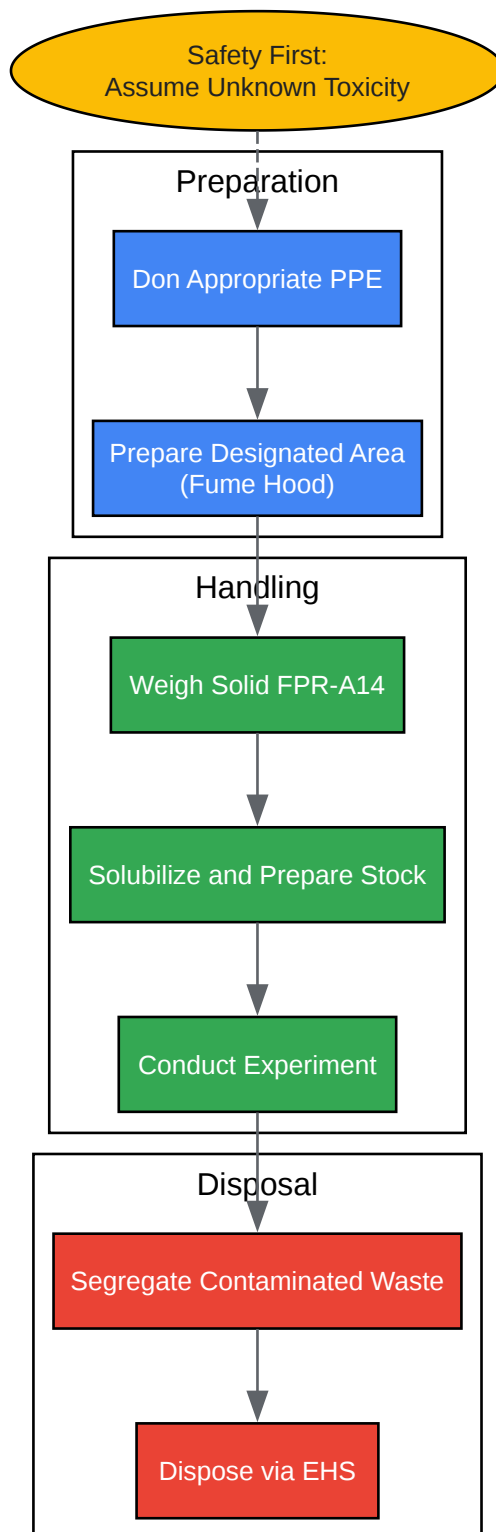 Safety First:
Assume Unknown Toxicity
Preparation
Don Appropriate PPE
Prepare Designated Area
(Fume Hood)
Handling
Weigh Solid FPR-A14
Solubilize and Prepare Stock
Conduct Experiment
Disposal
Segregate Contaminated Waste
Dispose via EHS